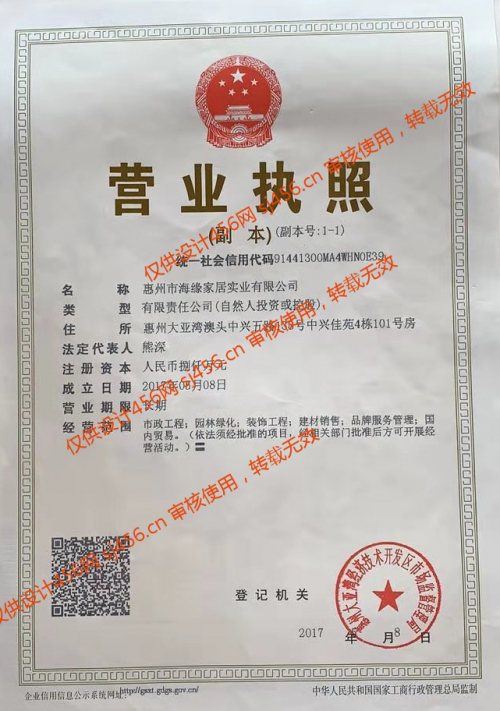 营业执照
(副 本)(副本号:1-1)
统一社会信用代码91441300MA4WHN0E39
名 称 惠州市海缘家居实业有限公司
类 型 有限责任公司(自然人投资或控股)
住 所 惠州大亚湾澳头中兴五路133号中兴佳苑4栋101号房
法定代表人 熊深
注册资本 人民币捌仟万元
成立日期 2017年05月08日
营业期限 长期
经营范围 市政工程；园林绿化；装饰工程；建材销售；品牌服务管理；国
内贸易。（依法须经批准的项目，经相关部门批准后方可开展经
营活动。）
登记机关
2017 年 月 8 日
企业信用信息公示系统网址：http://gsxt.gdgs.gov.cn/
中华人民共和国国家工商行政管理总局监制
仅供设计456网 sj456.cn 审核使用，转载无效
仅供设计456网 sj456.cn 审核使用，转载无效
仅供设计456网 sj456.cn 审核使用，转载无效